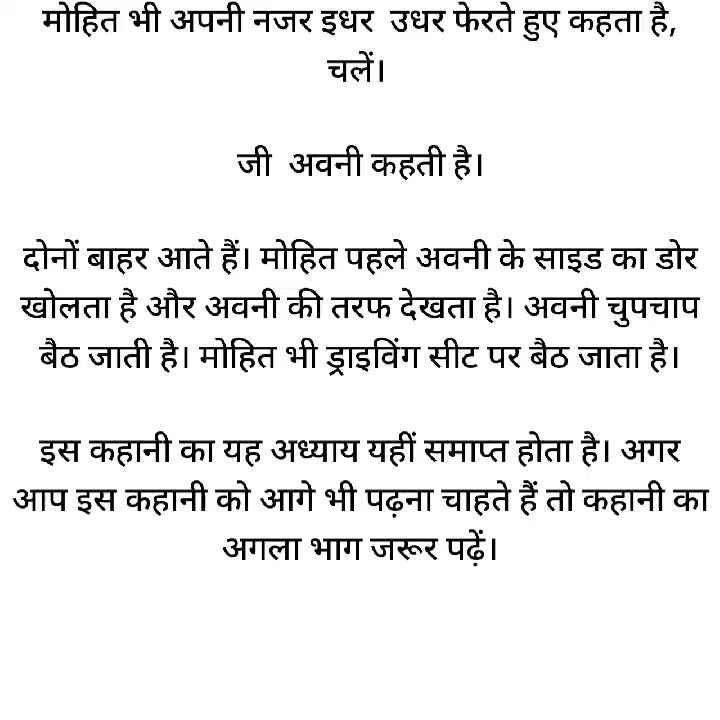 मोहित भी अपनी नजर इधर  उधर फेरते हुए कहता है,
चलें।
जी  अवनी कहती है।
दोनों बाहर आते हैं। मोहित पहले अवनी के साइड का डोर
खोलता है और अवनी की तरफ देखता है। अवनी चुपचाप
बैठ जाती है। मोहित भी ड्राइविंग सीट पर बैठ जाता है।
इस कहानी का यह अध्याय यहीं समाप्त होता है। अगर
आप इस कहानी को आगे भी पढ़ना चाहते हैं तो कहानी का
अगला भाग जरूर पढ़ें।